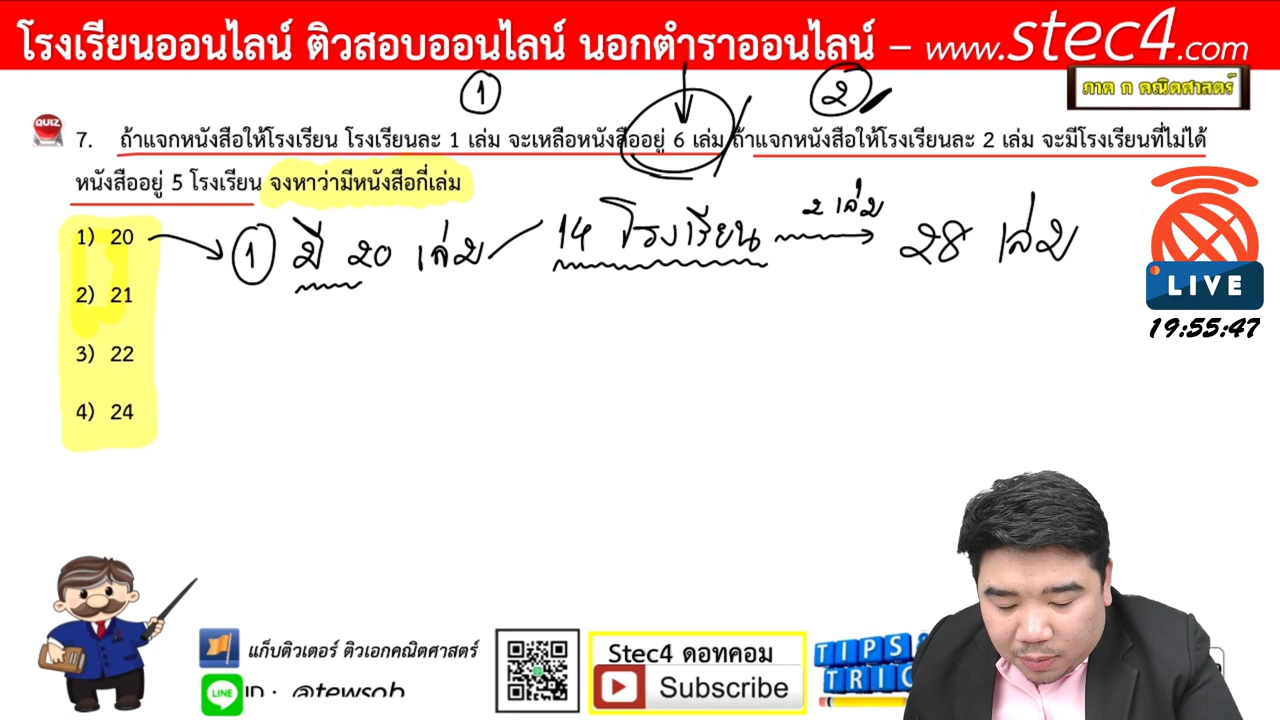 โรงเรียนออนไลน์ ติวสอบออนไลน์ นอกตำราออนไลน์ – www.stec4.com
ภาค ก คณิตศาสตร์
1 2
QUIZ
7. ถ้าแจกหนังสือให้โรงเรียน โรงเรียนละ 1 เล่ม จะเหลือหนังสืออยู่ 6 เล่ม ถ้าแจกหนังสือให้โรงเรียนละ 2 เล่ม จะมีโรงเรียนที่ไม่ได้
หนังสืออยู่ 5 โรงเรียน จงหาว่ามีหนังสือกี่เล่ม
1) 20
1 มี 20 เล่ม 14 โรงเรียน 2 เล่ม 28 เล่ม
2) 21
3) 22
4) 24
LIVE
19:55:47
แก็บติวเตอร์ ติวเอกคณิตศาสตร์
LINE ID : @tewsob
Stec4 ดอทคอม
Subscribe
TIPS &
TRIC